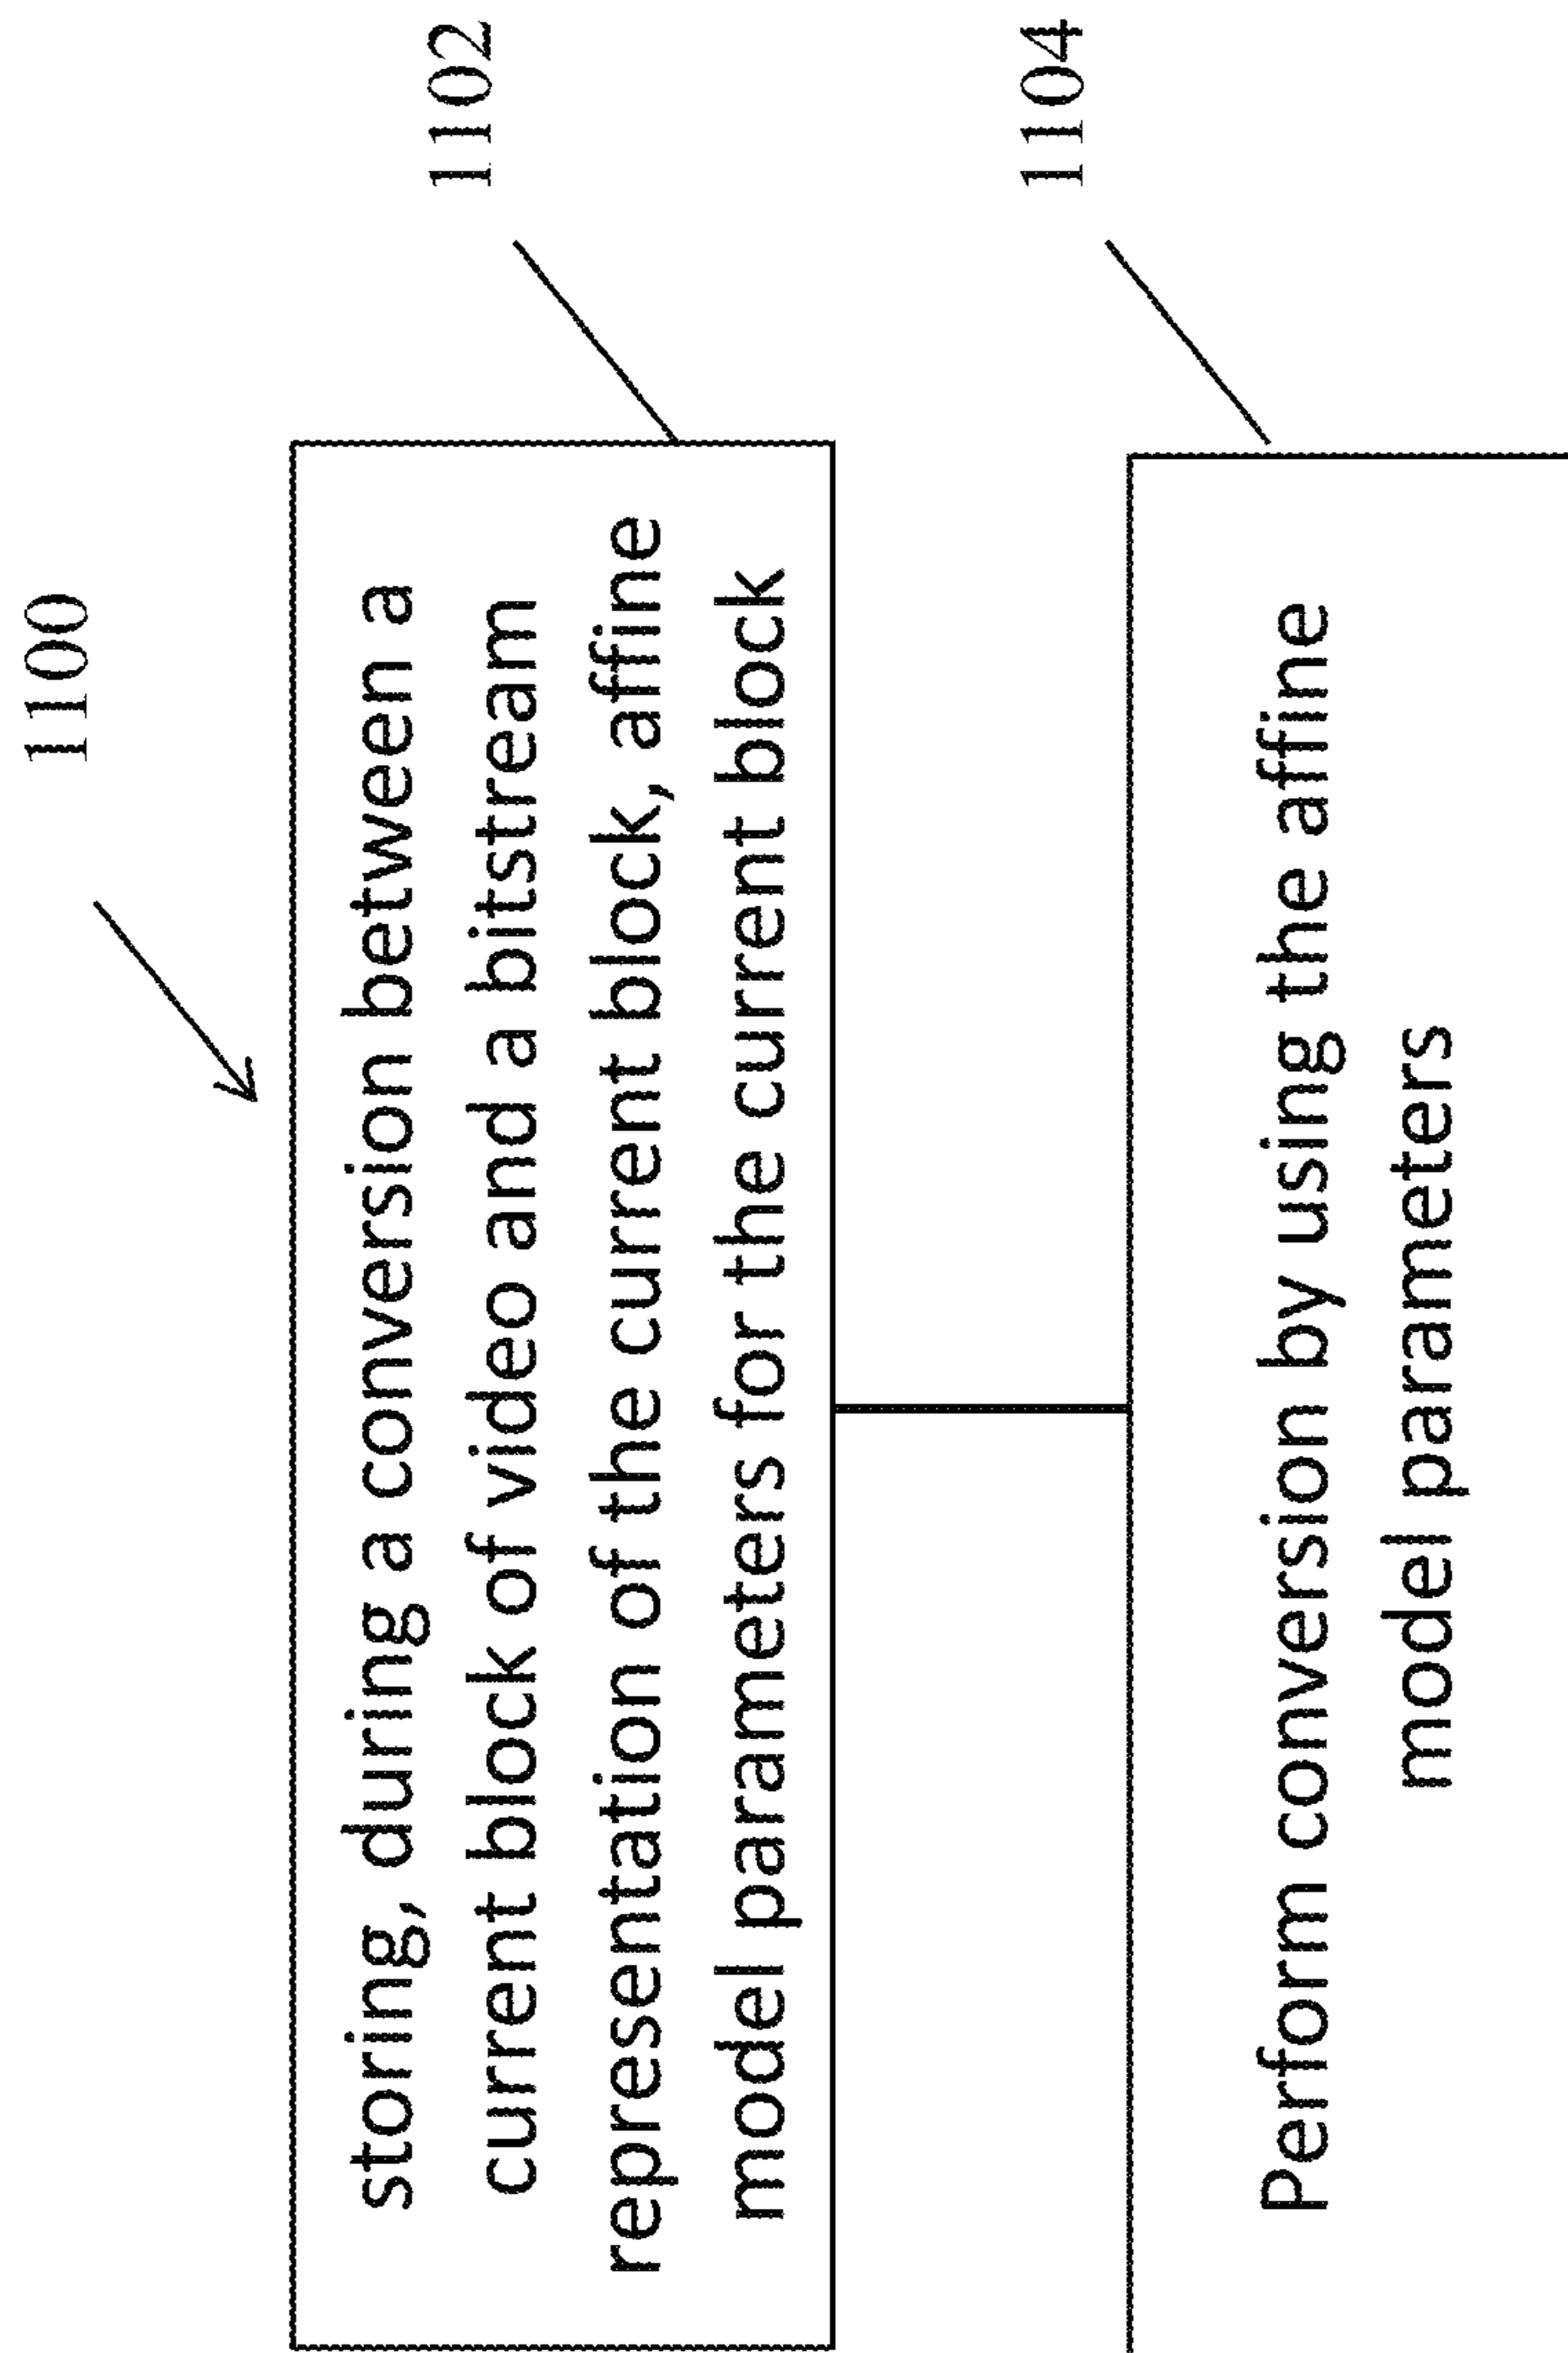 1100
1102
storing, during a conversion between a
current block of video and a bitstream
representation of the current block, affine
model parameters for the current block
1104
Perform conversion by using the affine
model parameters